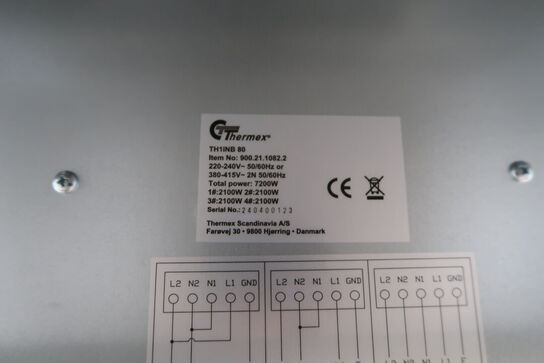 Thermex®
TH1INB 80
Item No: 900.21.1082.2
220-240V~ 50/60Hz or
380-415V~ 2N 50/60Hz
Total power: 7200W
1#:2100W 2#:2100W
3#:2100W 4#:2100W
Serial No.:240400123
Thermex Scandinavia A/S
Farøvej 30 • 9800 Hjørring • Danmark
CE
L2 N2 N1 L1 GND L2 N2 N1 L1 GND L2 N2 N1 L1 GND